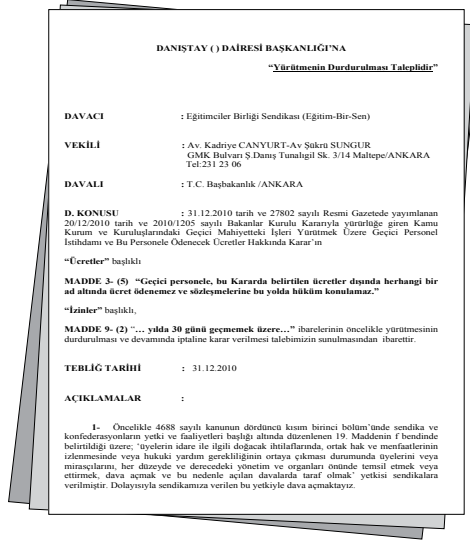 DANIŞTAY ( ) DAİRESİ BAŞKANLIĞI'NA
“Yürütmenin Durdurulması Taleplidir”
DAVACI : Eğitimciler Birliği Sendikası (Eğitim-Bir-Sen)
VEKİLİ : Av. Kadriye CANYURT-Av Şükrü SUNGUR
GMK Bulvarı Ş.Danış Tunalıgil Sk. 3/14 Maltepe/ANKARA
Tel:231 23 06
DAVALI : T.C. Başbakanlık /ANKARA
D. KONUSU : 31.12.2010 tarih ve 27802 sayılı Resmi Gazetede yayımlanan
20/12/2010 tarih ve 2010/1205 sayılı Bakanlar Kurulu Kararıyla yürürlüğe giren Kamu
Kurum ve Kuruluşlarındaki Geçici Mahiyetteki İşleri Yürütmek Üzere Geçici Personel
İstihdamı ve Bu Personele Ödenecek Ücretler Hakkında Karar'ın
“Ücretler” başlıklı
MADDE 3- (5) “Geçici personele, bu Kararda belirtilen ücretler dışında herhangi bir
ad altında ücret ödenemez ve sözleşmelerine bu yolda hüküm konulamaz.”
“İzinler” başlıklı,
MADDE 9- (2) “… yılda 30 günü geçmemek üzere…” ibarelerinin öncelikle yürütmesinin
durdurulması ve devamında iptaline karar verilmesi talebimizin sunulmasından ibarettir.
TEBLİĞ TARİHİ : 31.12.2010
AÇIKLAMALAR :
1- Öncelikle 4688 sayılı kanunun dördüncü kısım birinci bölüm'ünde sendika ve
konfederasyonların yetki ve faaliyetleri başlığı altında düzenlenen 19. Maddenin f bendinde
belirtildiği üzere; ‘üyelerin idare ile ilgili doğacak ihtilaflarında, ortak hak ve menfaatlerinin
izlenmesinde veya hukuki yardım gerekliliğinin ortaya çıkması durumunda üyelerini veya
mirasçılarını, her düzeyde ve derecedeki yönetim ve organları önünde temsil etmek veya
ettirmek, dava açmak ve bu nedenle açılan davalarda taraf olmak’ yetkisi sendikalara
verilmiştir. Dolayısıyla sendikamıza verilen bu yetkiyle dava açmaktayız.